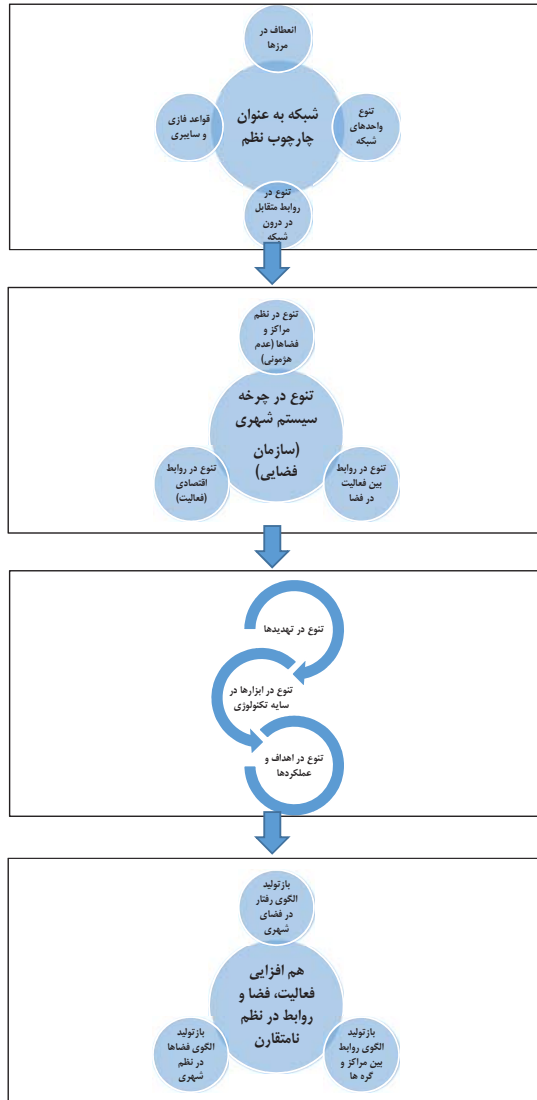 انعطاف در
مرزها
شبکه به عنوان
چارچوب نظم
تنوع
واحدهای
شبکه
قواعد فازی
و سایبری
تنوع در
روابط متقابل
در درون
شبکه
تنوع در نظم
مراکز و
فضاها (عدم
هژمونی)
تنوع در چرخه
سیستم شهری
(سازمان
فضایی)
تنوع در روابط
بین فعالیت
در فضا
تنوع در روابط
اقتصادی
(فعالیت)
تنوع در تهدیدها
تنوع در ابزارها در
سایه تکنولوژی
تنوع در اهداف و
عملکردها
بازتولید
الگوی رفتار
در فضای
شهری
هم افزایی
فعالیت، فضا و
روابط در نظم
نامتقارن
بازتولید
الگوی روابط
بین مراکز و
گره ها
بازتولید
الگوی فضاها
در نظم
شهری